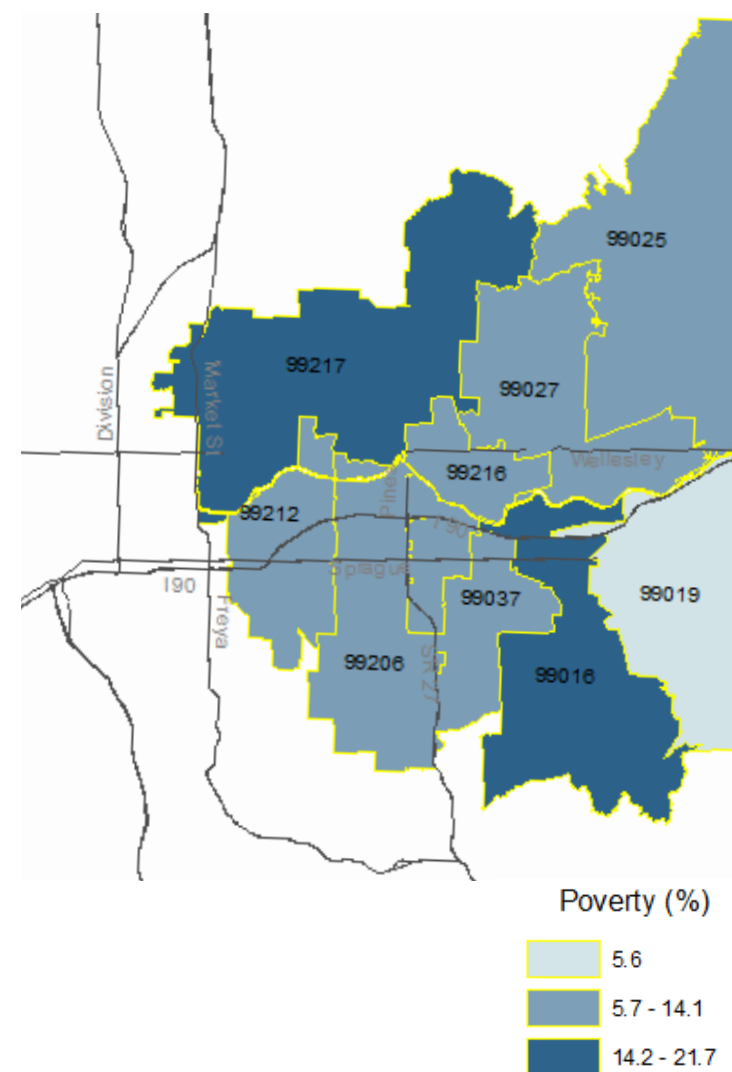 99025
99217
99027
Division
Market St
99216
Wellesley
Pines
99212
I 90
Sprague
I90
99037
99019
Freya
99206
SR 27
99016
Poverty (%)
5.6
5.7 - 14.1
14.2 - 21.7